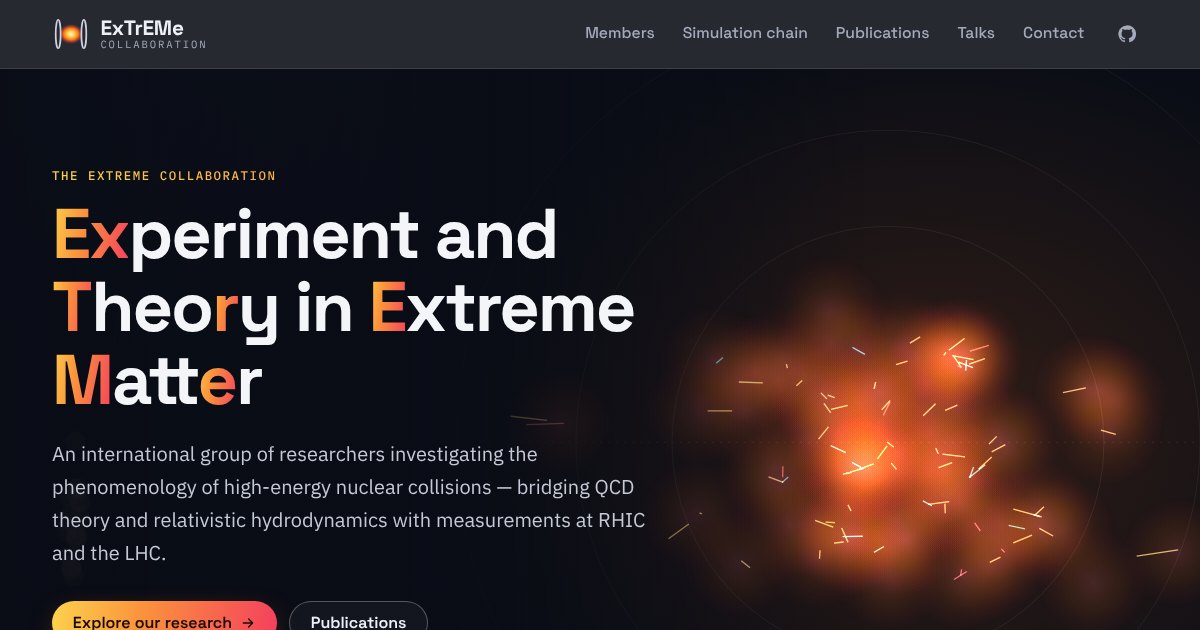 ExTrEMe
COLLABORATION
Members Simulation chain Publications Talks Contact
THE EXTREME COLLABORATION
Experiment and
Theory in Extreme
Matter
An international group of researchers investigating the
phenomenology of high-energy nuclear collisions — bridging QCD
theory and relativistic hydrodynamics with measurements at RHIC
and the LHC.
Explore our research → Publications